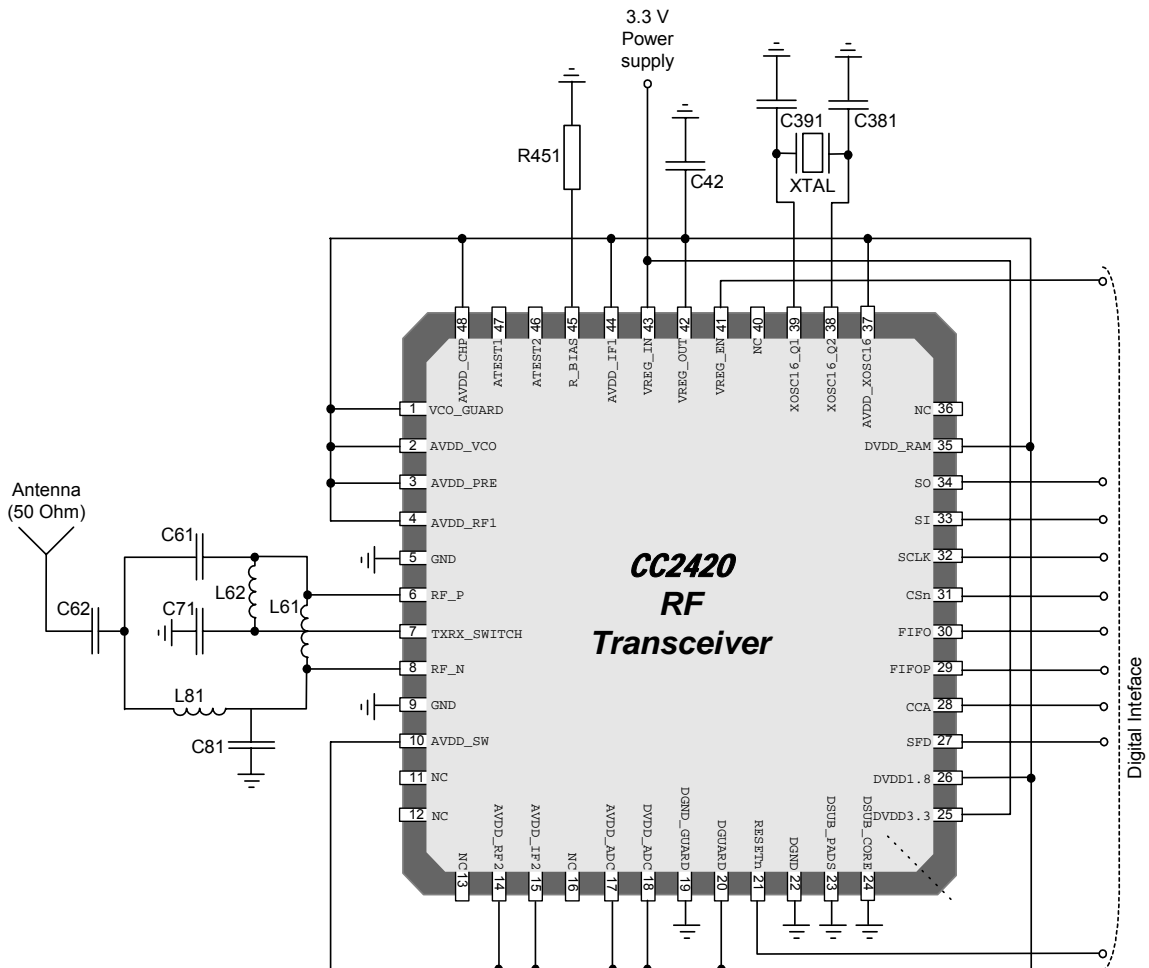 3.3 V
Power
supply
C391
C381
R451
C42
XTAL
48
47
46
45
44
43
42
41
40
39
38
37
AVDD_CHP
ATEST1
ATEST2
R_BIAS
AVDD_IF1
VREG_IN
VREG_OUT
VREG_EN
NC
XOSC16_Q1
XOSC16_Q2
AVDD_XOSC16
1 VCO_GUARD
NC 36
2 AVDD_VCO
DVDD_RAM 35
3 AVDD_PRE
SO 34
4 AVDD_RF1
SI 33
5 GND
SCLK 32
6 RF_P
CSn 31
7 TXRX_SWITCH
FIFO 30
8 RF_N
FIFOP 29
9 GND
CCA 28
10 AVDD_SW
SFD 27
11 NC
DVDD1.8 26
12 NC
DVDD3.3 25
Antenna
(50 Ohm)
C61
L62
L61
C62
C71
L81
C81
CC2420
RF
Transceiver
Digital Inteface
NC
AVDD_RF2
AVDD_IF2
NC
AVDD_ADC
DVDD_ADC
DGND_GUARD
DGUARD
RESETn
DGND
DSUB_PADS
DSUB_CORE
13
14
15
16
17
18
19
20
21
22
23
24